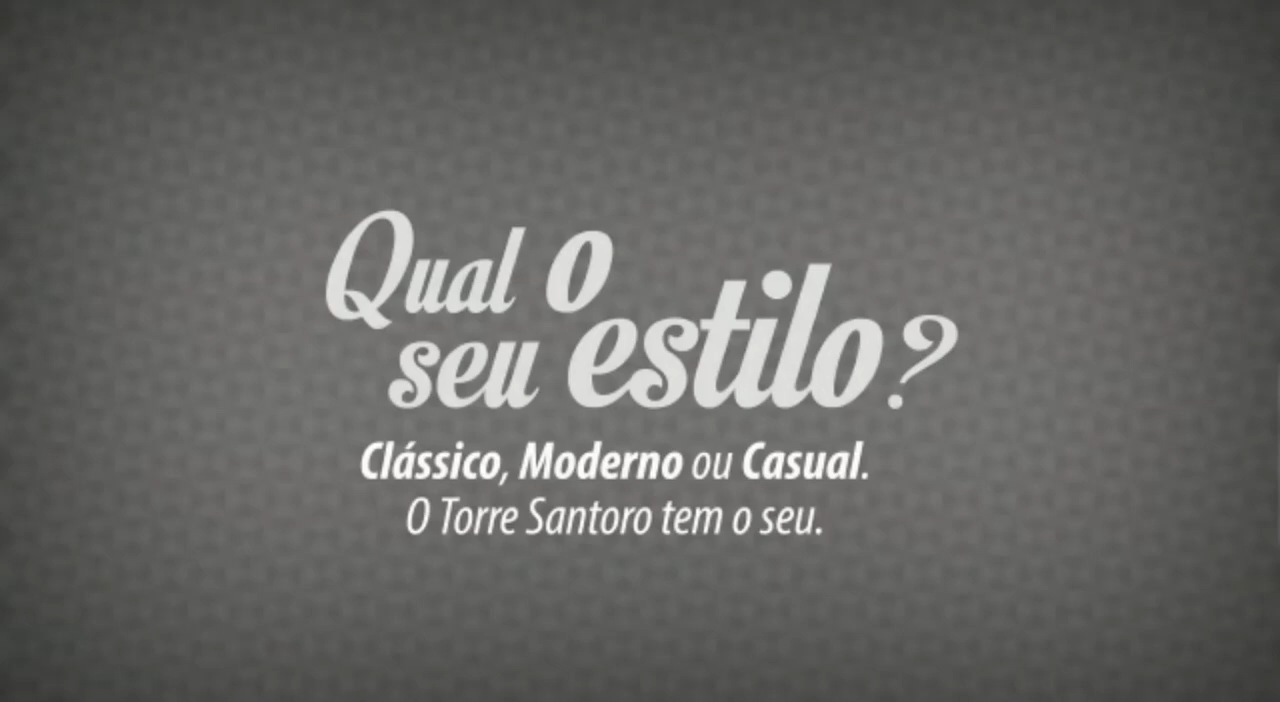 Qual o
seu estilo?
Clássico, Moderno ou Casual.
O Torre Santoro tem o seu.